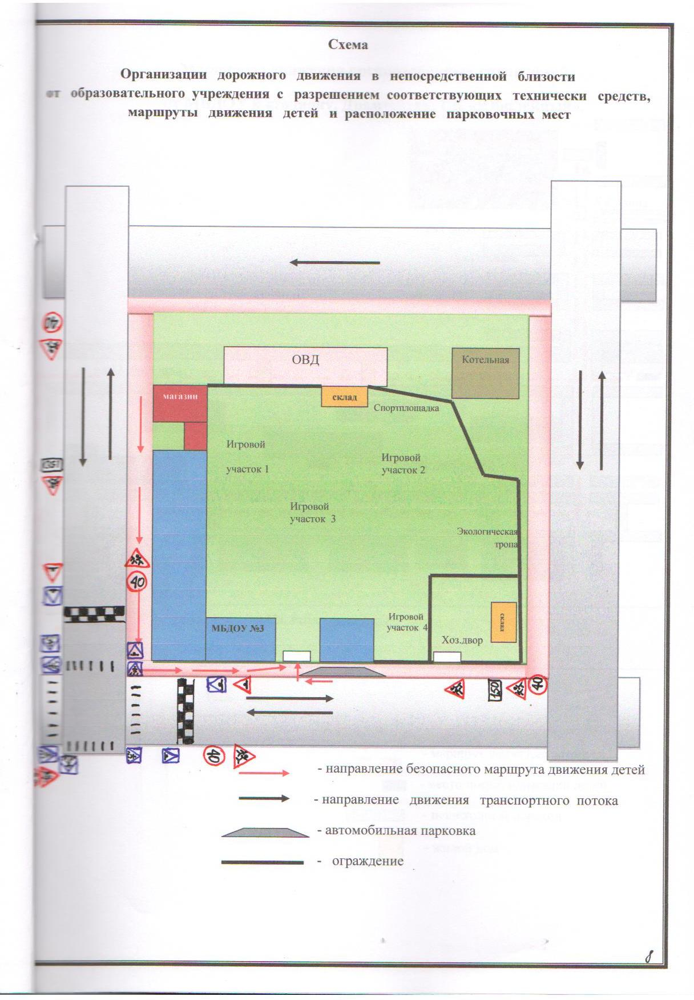 Схема
Организации дорожного движения в непосредственной близости
от образовательного учреждения с разрешением соответствующих технически средств,
маршруты движения детей и расположение парковочных мест
40
ОВД
Котельная
магазин
склад
Спортплощадка
Игровой
участок 1
Игровой
участок 2
Игровой
участок 3
Экологическая
тропа
40
МБДОУ №3
Игровой
участок 4
склад
Хоз.двор
150
40
40
- направление безопасного маршрута движения детей
- направление движения транспортного потока
- автомобильная парковка
- ограждение
8